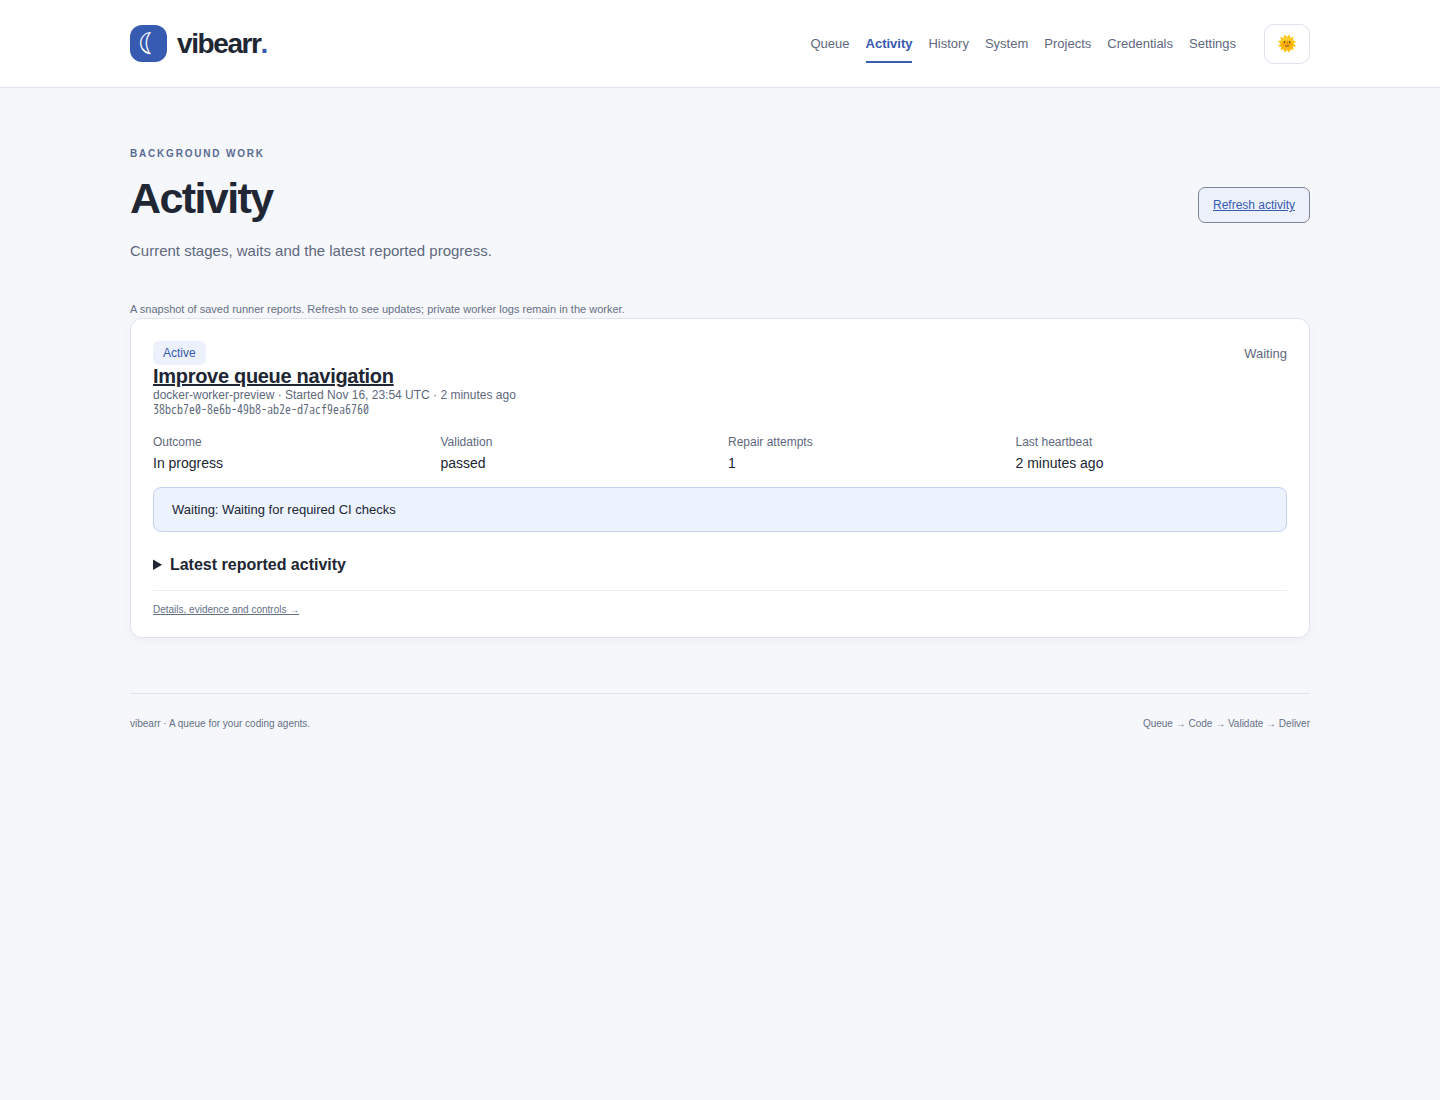 vibearr.
Queue Activity History System Projects Credentials Settings
BACKGROUND WORK
Activity
Refresh activity
Current stages, waits and the latest reported progress.
A snapshot of saved runner reports. Refresh to see updates; private worker logs remain in the worker.
Active
Waiting
Improve queue navigation
docker-worker-preview · Started Nov 16, 23:54 UTC · 2 minutes ago
38bcb7e0-8e6b-49b8-ab2e-d7acf9ea6760
Outcome Validation Repair attempts Last heartbeat
In progress passed 1 2 minutes ago
Waiting: Waiting for required CI checks
Latest reported activity
Details, evidence and controls →
vibearr · A queue for your coding agents.
Queue → Code → Validate → Deliver